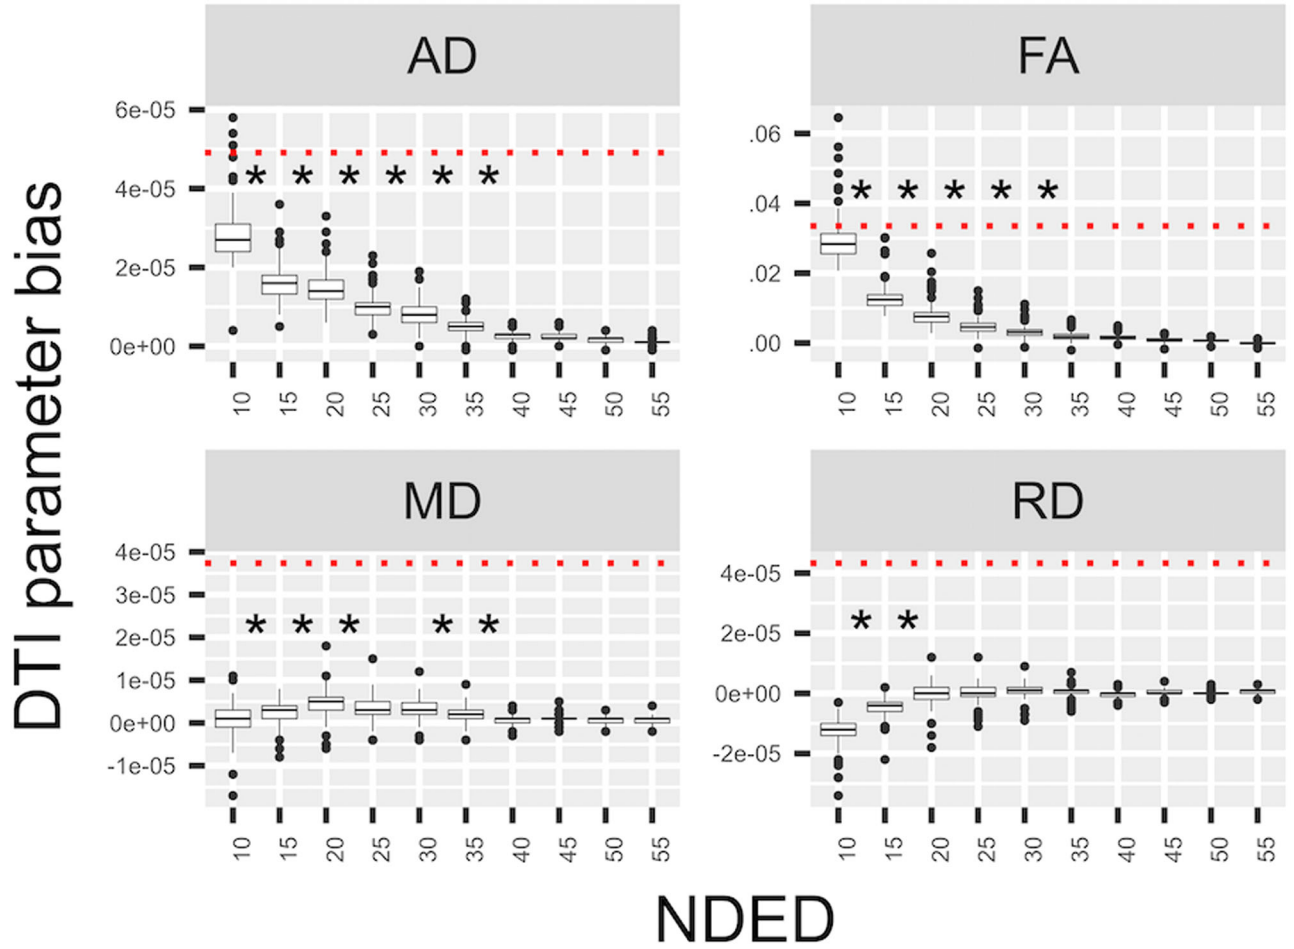 AD
FA
6e-05
4e-05
2e-05
0e+00
.06
.04
.02
.00
* * * * * *
* * * * *
10 15 20 25 30 35 40 45 50 55
10 15 20 25 30 35 40 45 50 55
DTI parameter bias
MD
RD
4e-05
3e-05
2e-05
1e-05
0e+00
-1e-05
4e-05
2e-05
0e+00
-2e-05
* * * * *
* *
10 15 20 25 30 35 40 45 50 55
10 15 20 25 30 35 40 45 50 55
NDED